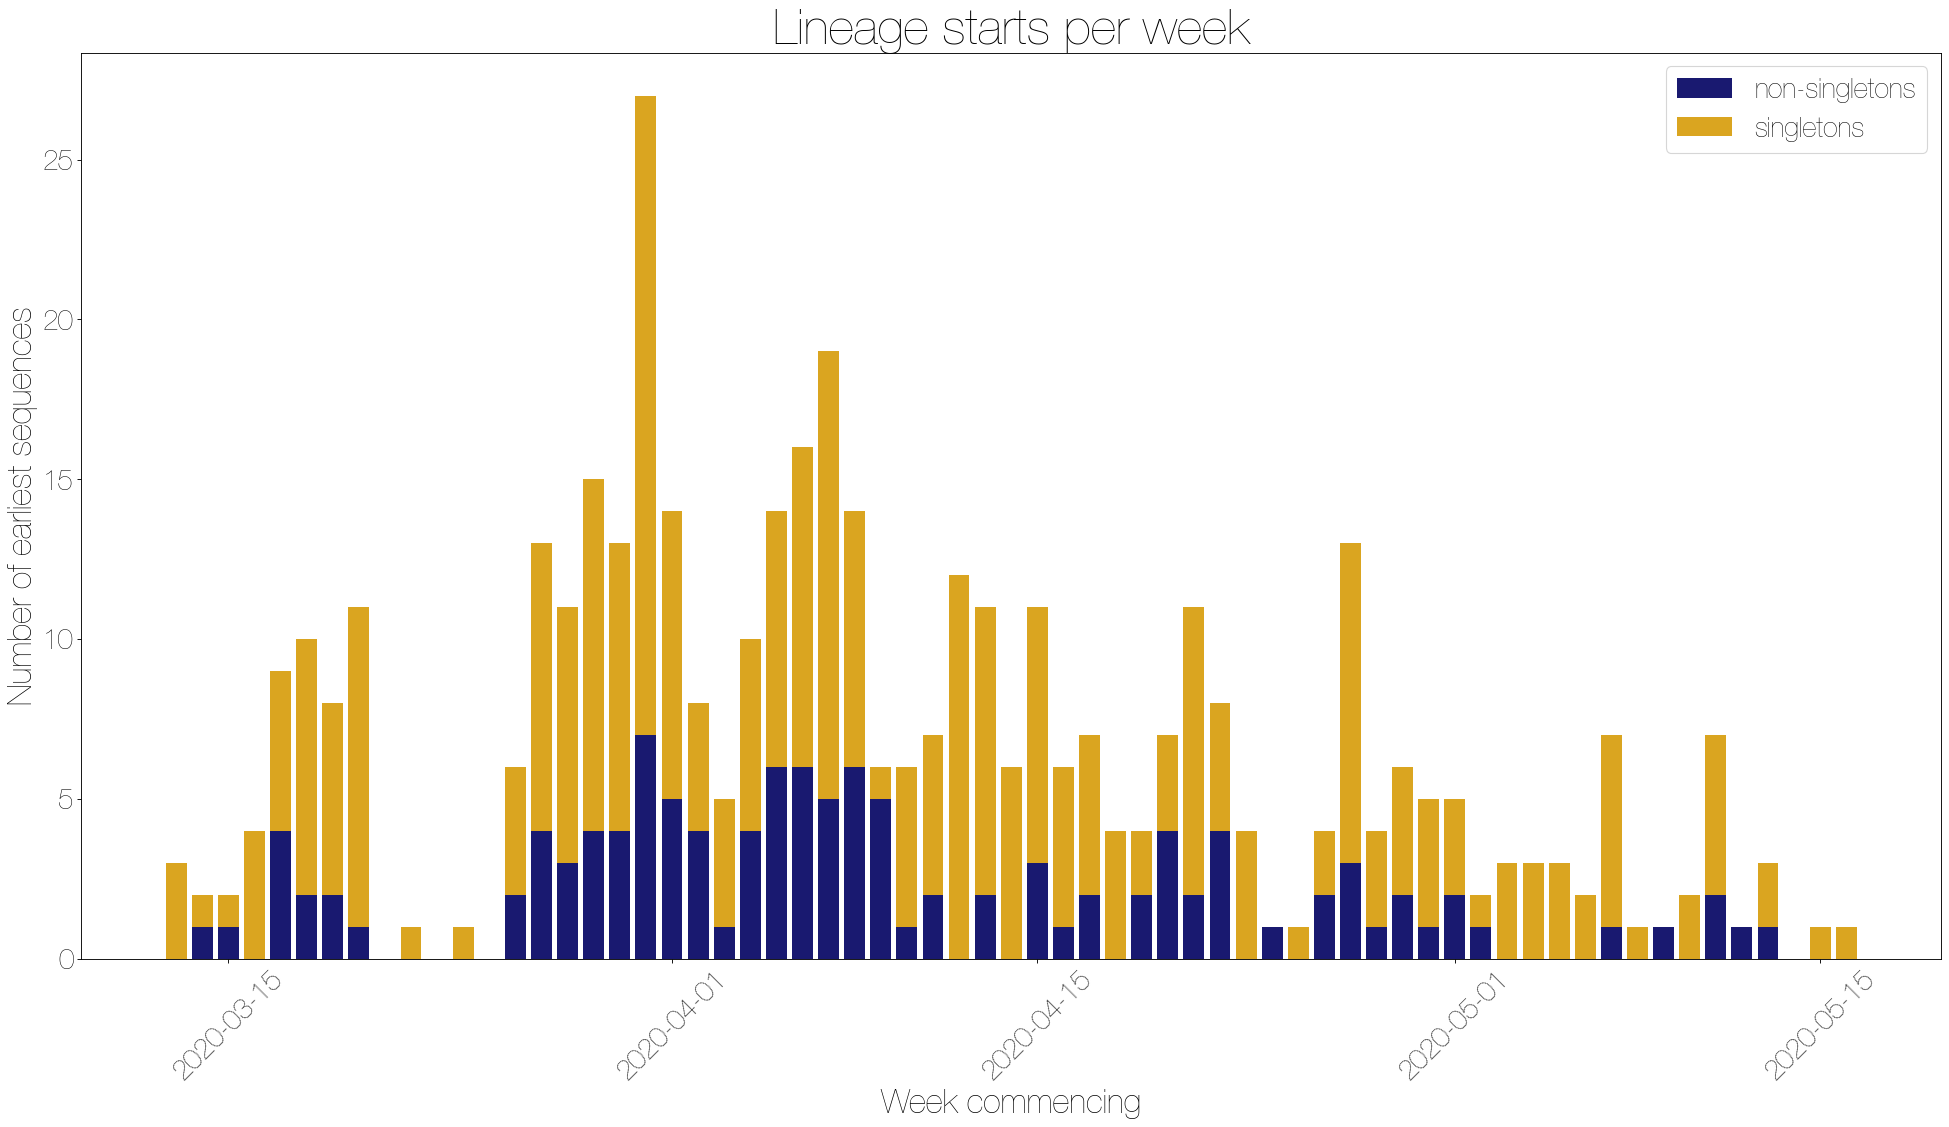 Lineage starts per week
non-singletons
singletons
Number of earliest sequences
25
20
15
10
5
0
2020-03-15
2020-04-01
2020-04-15
2020-05-01
2020-05-15
Week commencing